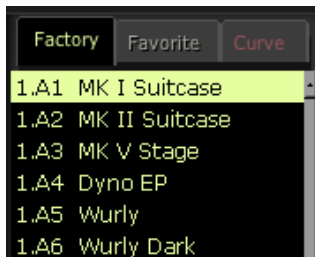 Factory Favorite Curve
1.A1 MK I Suitcase
1.A2 MK II Suitcase
1.A3 MK V Stage
1.A4 Dyno EP
1.A5 Wurly
1.A6 Wurly Dark